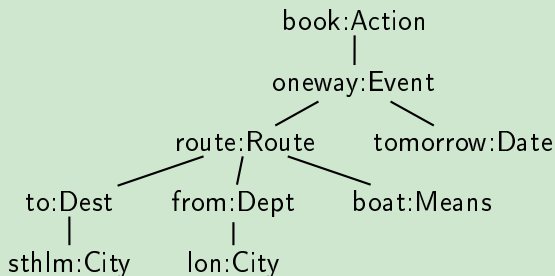 book:Action
oneway:Event
route:Route tomorrow:Date
to:Dest from:Dept boat:Means
sthlm:City lon:City